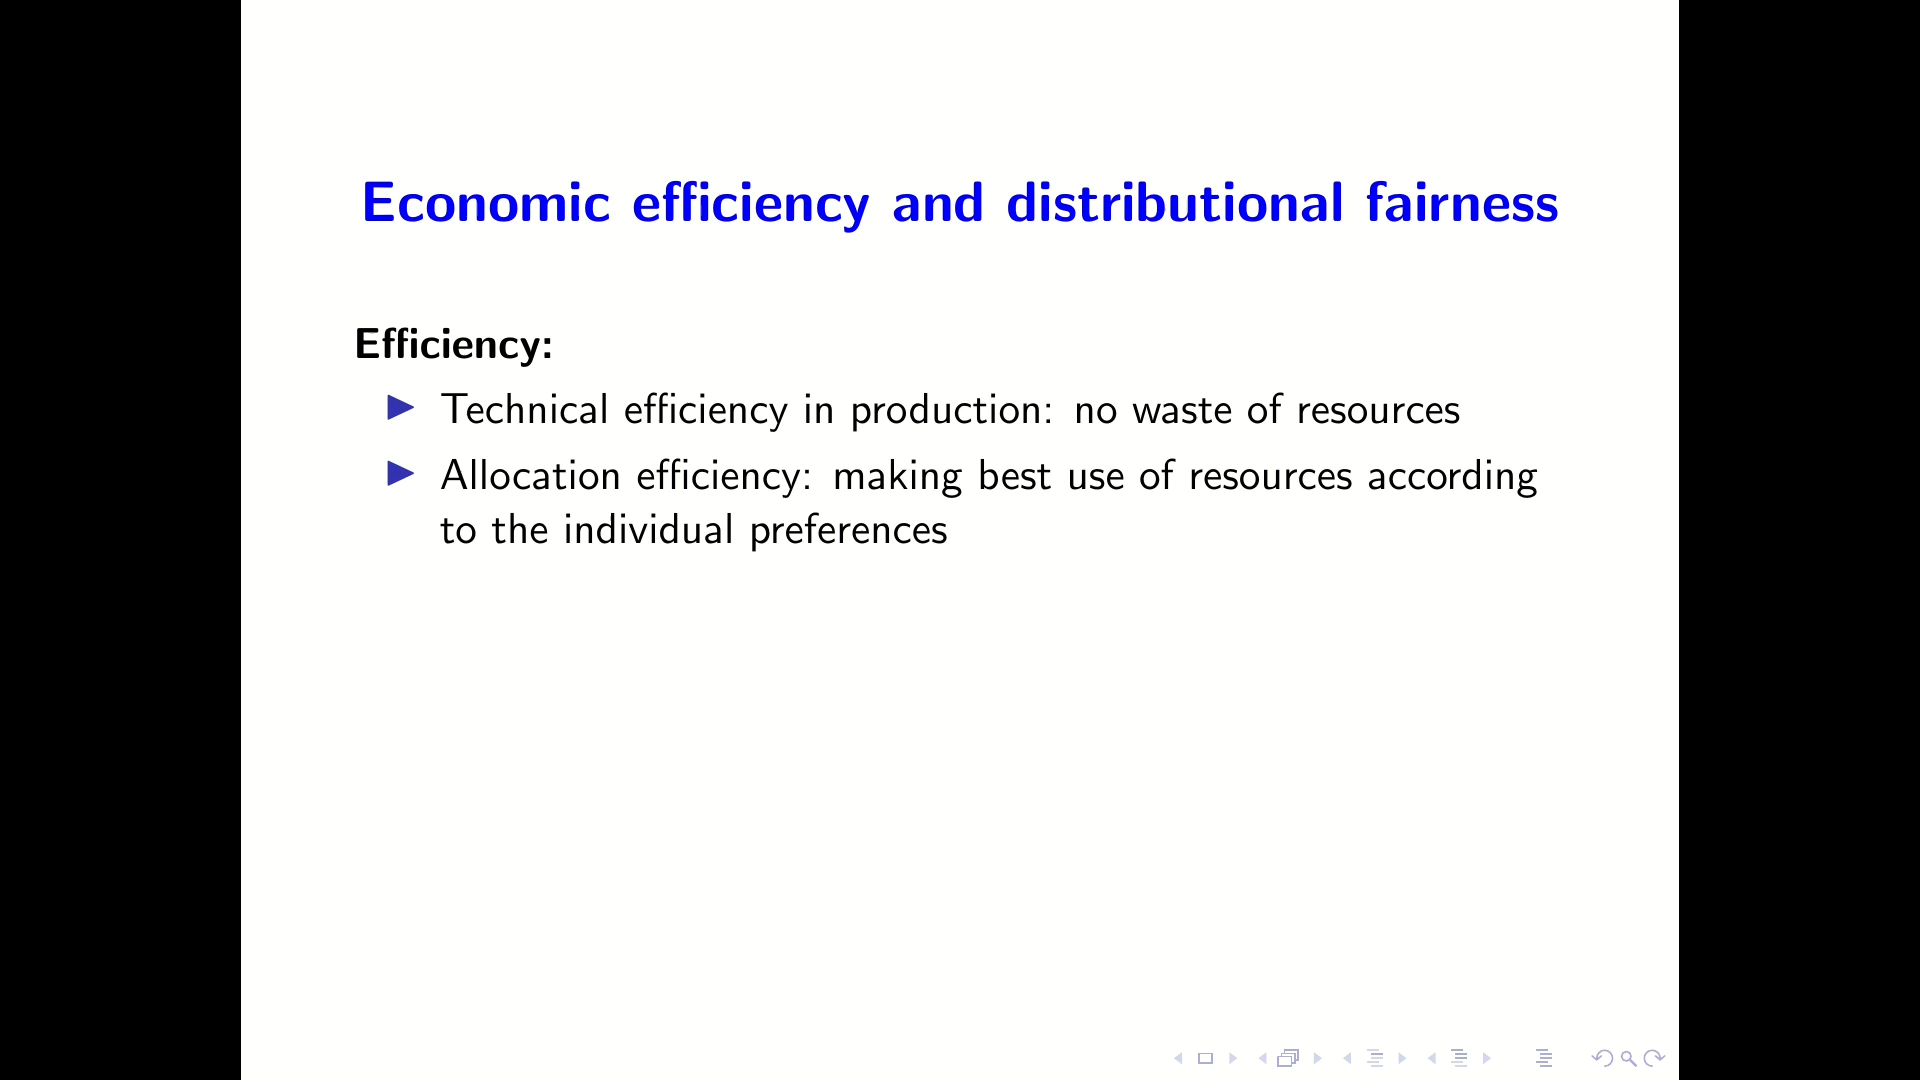 Economic efficiency and distributional fairness
Efficiency:
Technical efficiency in production: no waste of resources
Allocation efficiency: making best use of resources according
to the individual preferences